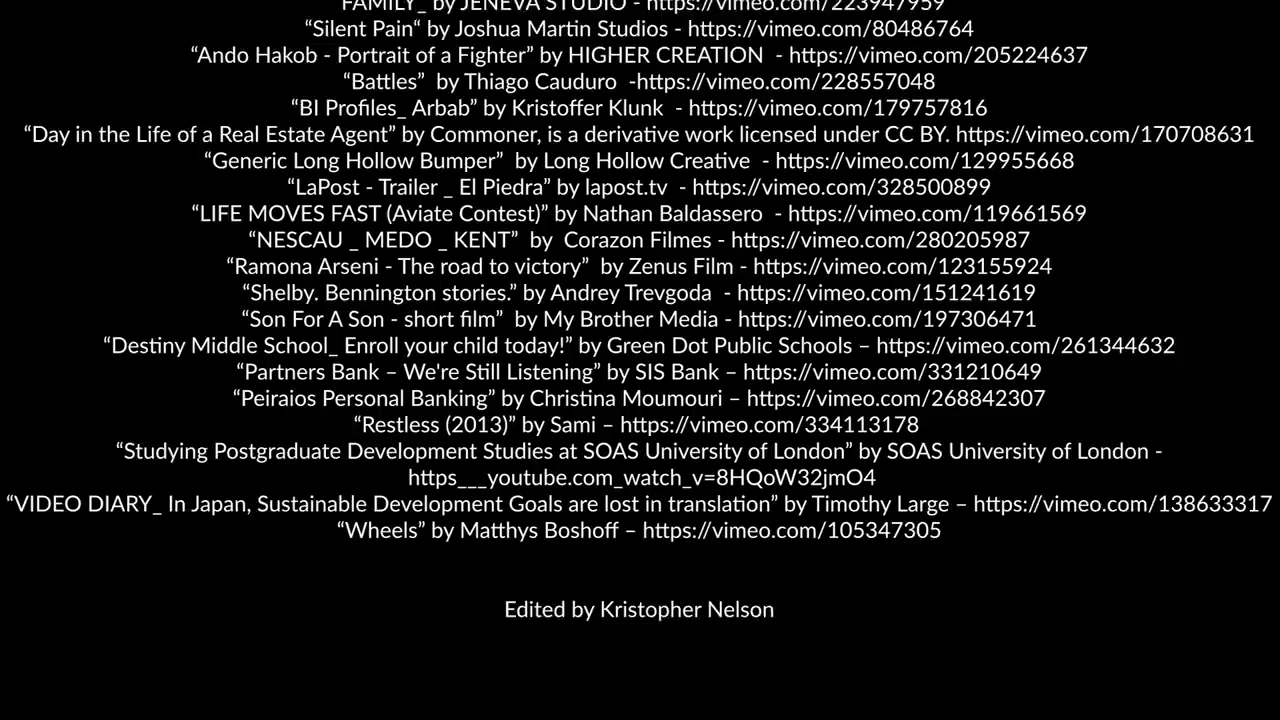 FAMILY_ by JENEVA STUDIO - https://vimeo.com/223947959
“Silent Pain“ by Joshua Martin Studios - https://vimeo.com/80486764
“Ando Hakob - Portrait of a Fighter” by HIGHER CREATION  - https://vimeo.com/205224637
“Battles”  by Thiago Cauduro  -https://vimeo.com/228557048
“BI Profiles_ Arbab” by Kristoffer Klunk  - https://vimeo.com/179757816
“Day in the Life of a Real Estate Agent” by Commoner, is a derivative work licensed under CC BY. https://vimeo.com/170708631
“Generic Long Hollow Bumper”  by Long Hollow Creative  - https://vimeo.com/129955668
“LaPost - Trailer _ El Piedra” by lapost.tv  - https://vimeo.com/328500899
“LIFE MOVES FAST (Aviate Contest)” by Nathan Baldassero  - https://vimeo.com/119661569
“NESCAU _ MEDO _ KENT”  by  Corazon Filmes - https://vimeo.com/280205987
“Ramona Arseni - The road to victory”  by Zenus Film - https://vimeo.com/123155924
“Shelby. Bennington stories.” by Andrey Trevgoda  - https://vimeo.com/151241619
“Son For A Son - short film”  by My Brother Media - https://vimeo.com/197306471
“Destiny Middle School_ Enroll your child today!” by Green Dot Public Schools – https://vimeo.com/261344632
“Partners Bank – We're Still Listening” by SIS Bank – https://vimeo.com/331210649
“Peiraios Personal Banking” by Christina Moumouri – https://vimeo.com/268842307
“Restless (2013)” by Sami – https://vimeo.com/334113178
“Studying Postgraduate Development Studies at SOAS University of London” by SOAS University of London -
https___youtube.com_watch_v=8HQoW32jmO4
“VIDEO DIARY_ In Japan, Sustainable Development Goals are lost in translation” by Timothy Large – https://vimeo.com/138633317
“Wheels” by Matthys Boshoff – https://vimeo.com/105347305
Edited by Kristopher Nelson